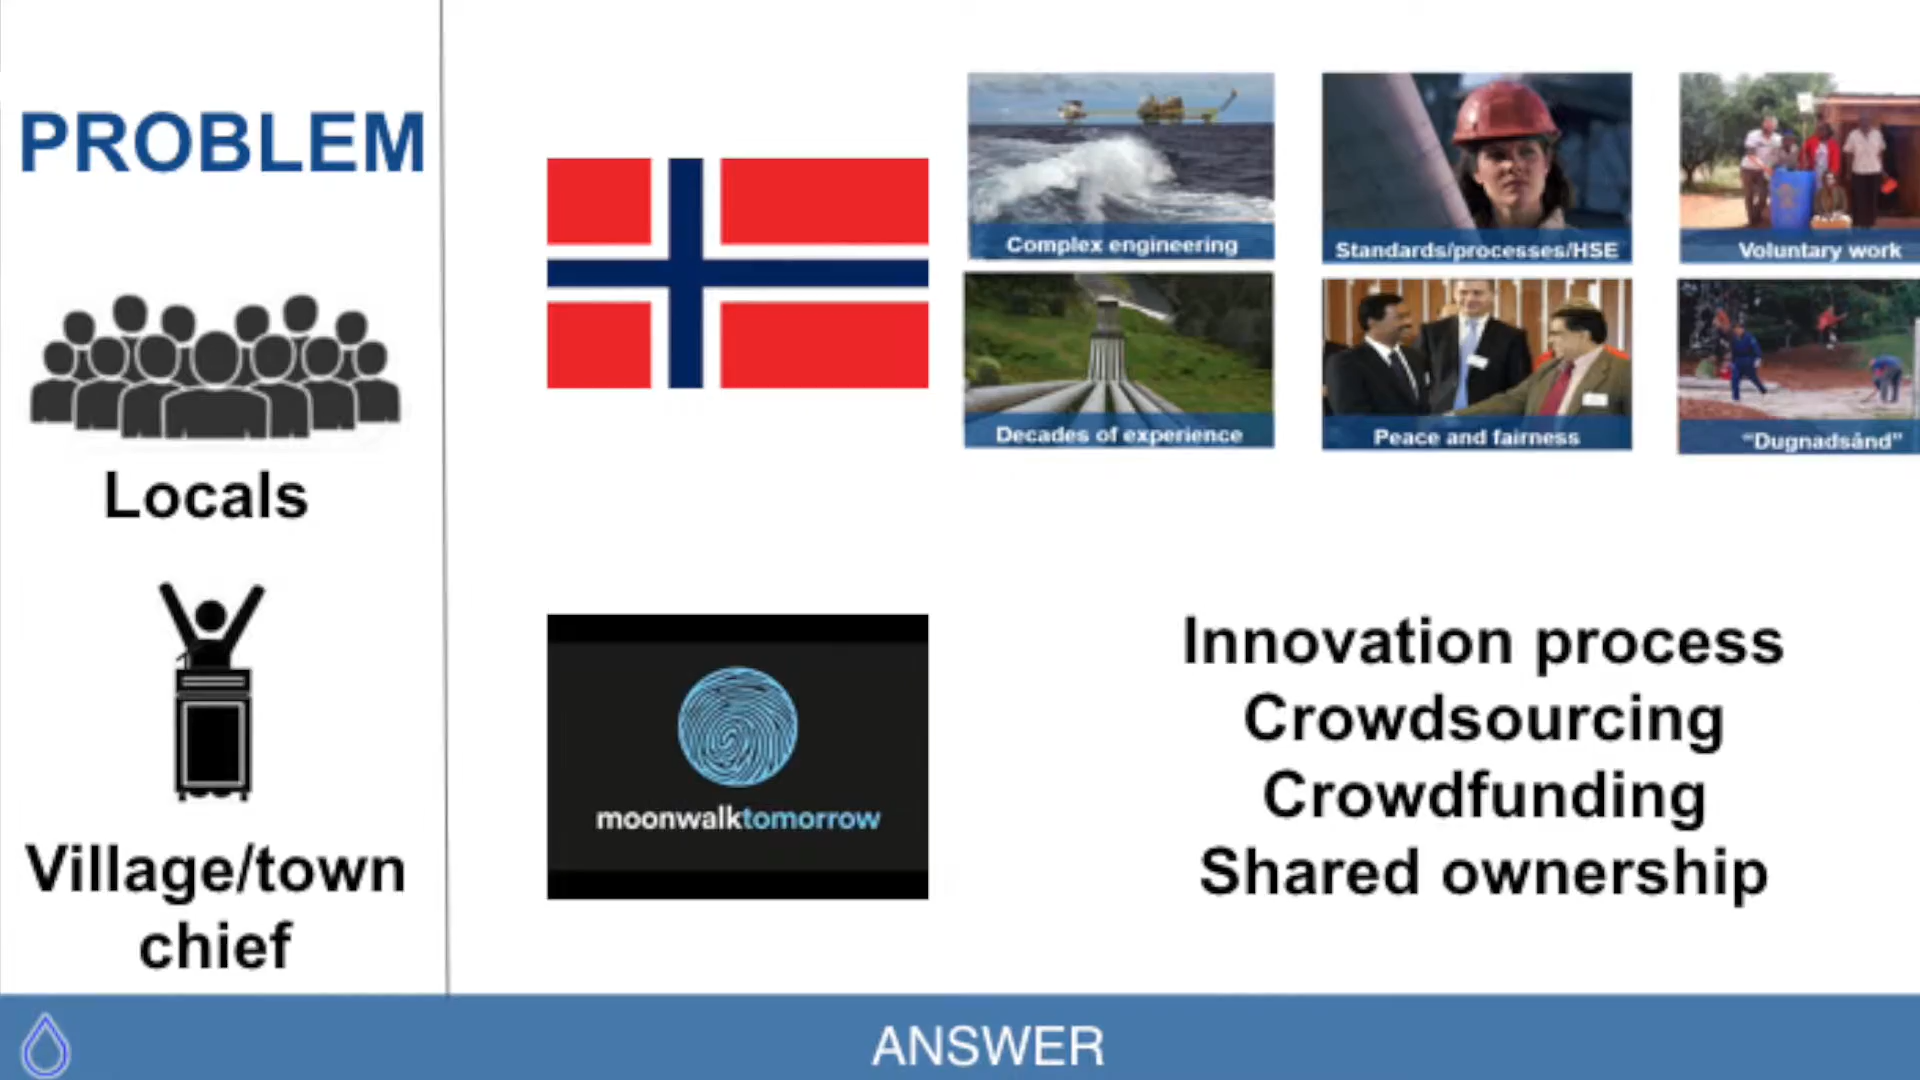 PROBLEM
Locals
Village/town
chief
Complex engineering
Standards/processes/HSE
Voluntary work
Decades of experience
Peace and fairness
"Dugnadsånd"
moonwalktomorrow
Innovation process
Crowdsourcing
Crowdfunding
Shared ownership
ANSWER